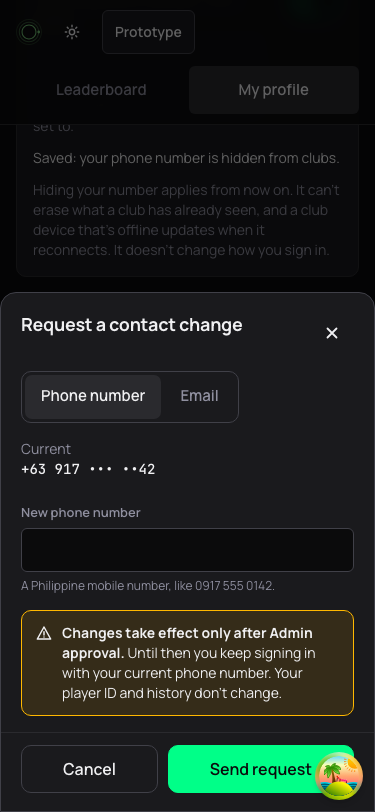 Prototype
Leaderboard
My profile
set to.
Saved: your phone number is hidden from clubs.
Hiding your number applies from now on. It can't
erase what a club has already seen, and a club
device that's offline updates when it
reconnects. It doesn't change how you sign in.
Request a contact change
Phone number
Email
Current
+63 917 ••• ••42
New phone number
A Philippine mobile number, like 0917 555 0142.
Changes take effect only after Admin
approval. Until then you keep signing in
with your current phone number. Your
player ID and history don't change.
Cancel
Send request